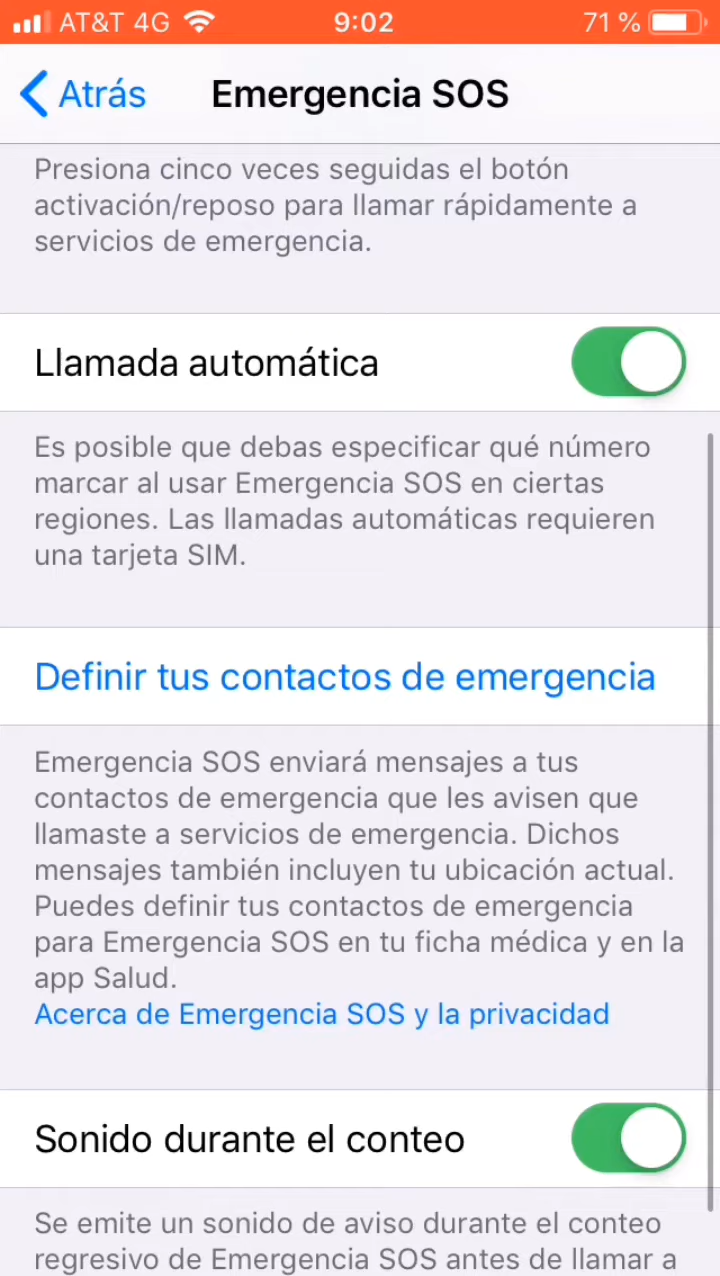 AT&T 4G 9:02 71 %
Atrás Emergencia SOS
Presiona cinco veces seguidas el botón
activación/reposo para llamar rápidamente a
servicios de emergencia.
Llamada automática
Es posible que debas especificar qué número
marcar al usar Emergencia SOS en ciertas
regiones. Las llamadas automáticas requieren
una tarjeta SIM.
Definir tus contactos de emergencia
Emergencia SOS enviará mensajes a tus
contactos de emergencia que les avisen que
llamaste a servicios de emergencia. Dichos
mensajes también incluyen tu ubicación actual.
Puedes definir tus contactos de emergencia
para Emergencia SOS en tu ficha médica y en la
app Salud.
Acerca de Emergencia SOS y la privacidad
Sonido durante el conteo
Se emite un sonido de aviso durante el conteo
regresivo de Emergencia SOS antes de llamar a